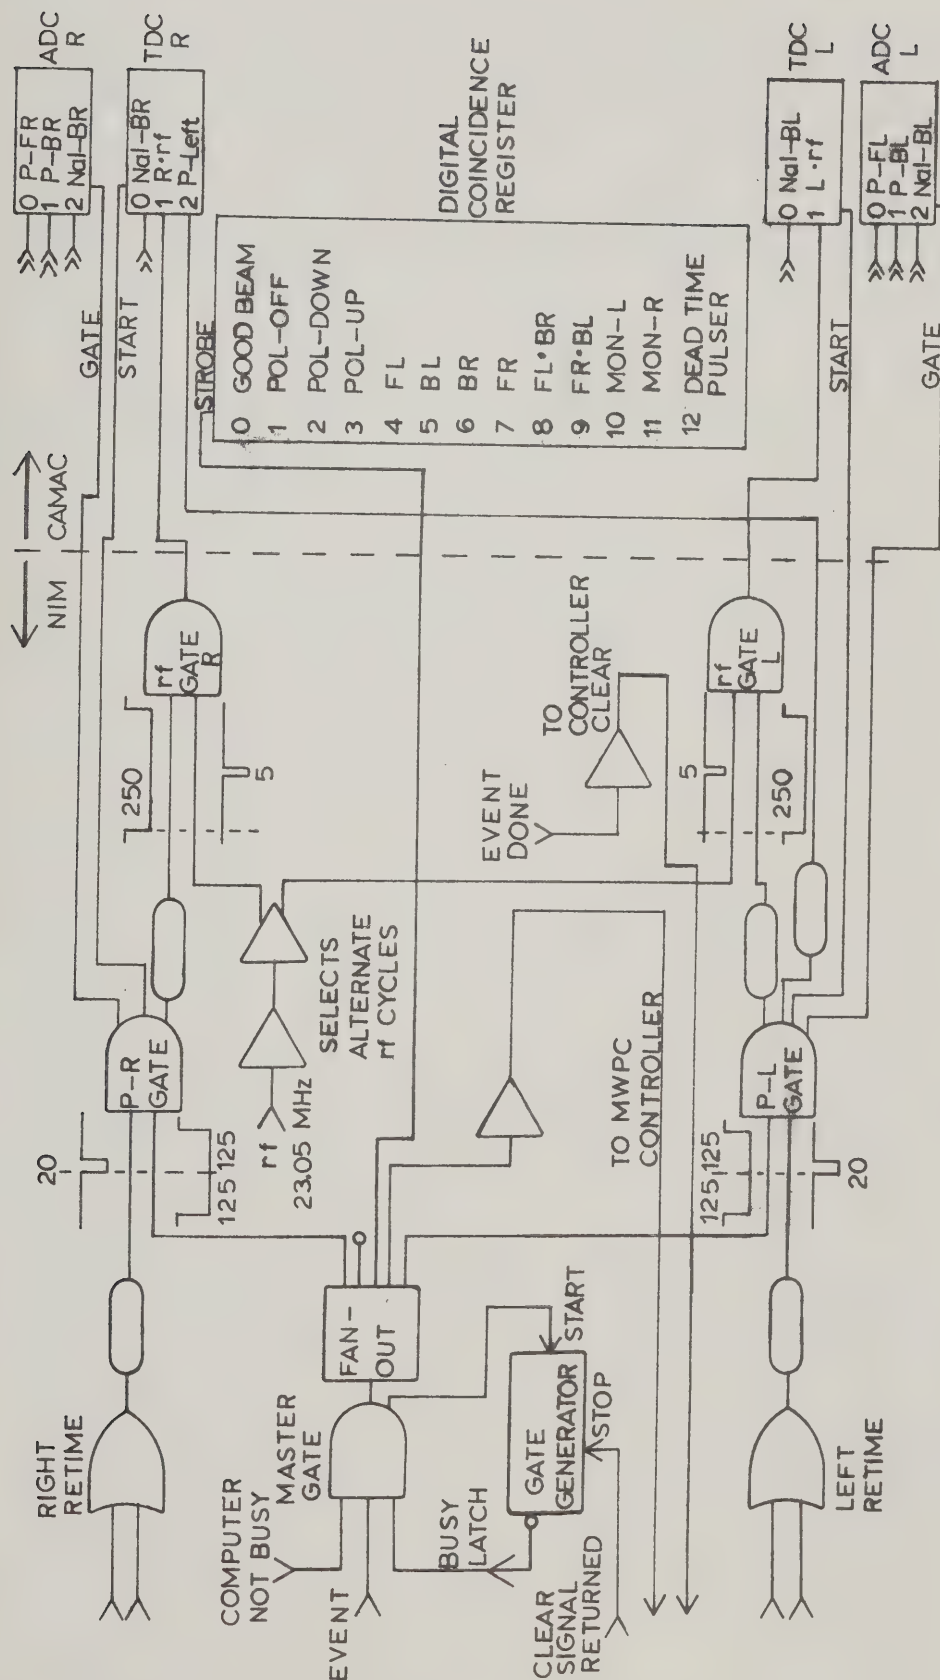 RIGHT
RETIME
20
125 125
P-R
GATE
250
5
rf
GATE
R
NIM
CAMAC
GATE
START
0 P-FR
1 P-BR
2 NaI-BR
ADC
R
0 NaI-BR
1 R·rf
2 P-Left
TDC
R
rf
23.05 MHz
SELECTS
ALTERNATE
rf CYCLES
STROBE
0 GOOD BEAM
1 POL-OFF
2 POL-DOWN
3 POL-UP
4 FL
5 BL
6 BR
7 FR
8 FL·BR
9 FR·BL
10 MON-L
11 MON-R
12 DEAD TIME
PULSER
DIGITAL
COINCIDENCE
REGISTER
COMPUTER
NOT BUSY
EVENT
MASTER
GATE
FAN-
OUT
BUSY
LATCH
GATE
GENERATOR
START
STOP
CLEAR
SIGNAL
RETURNED
EVENT
DONE
TO
CONTROLLER
CLEAR
TO MWPC
CONTROLLER
5
250
rf
GATE
L
LEFT
RETIME
125 125
20
P-L
GATE
START
GATE
0 NaI-BL
1 L·rf
TDC
L
0 P-FL
1 P-BL
2 NaI-BL
ADC
L